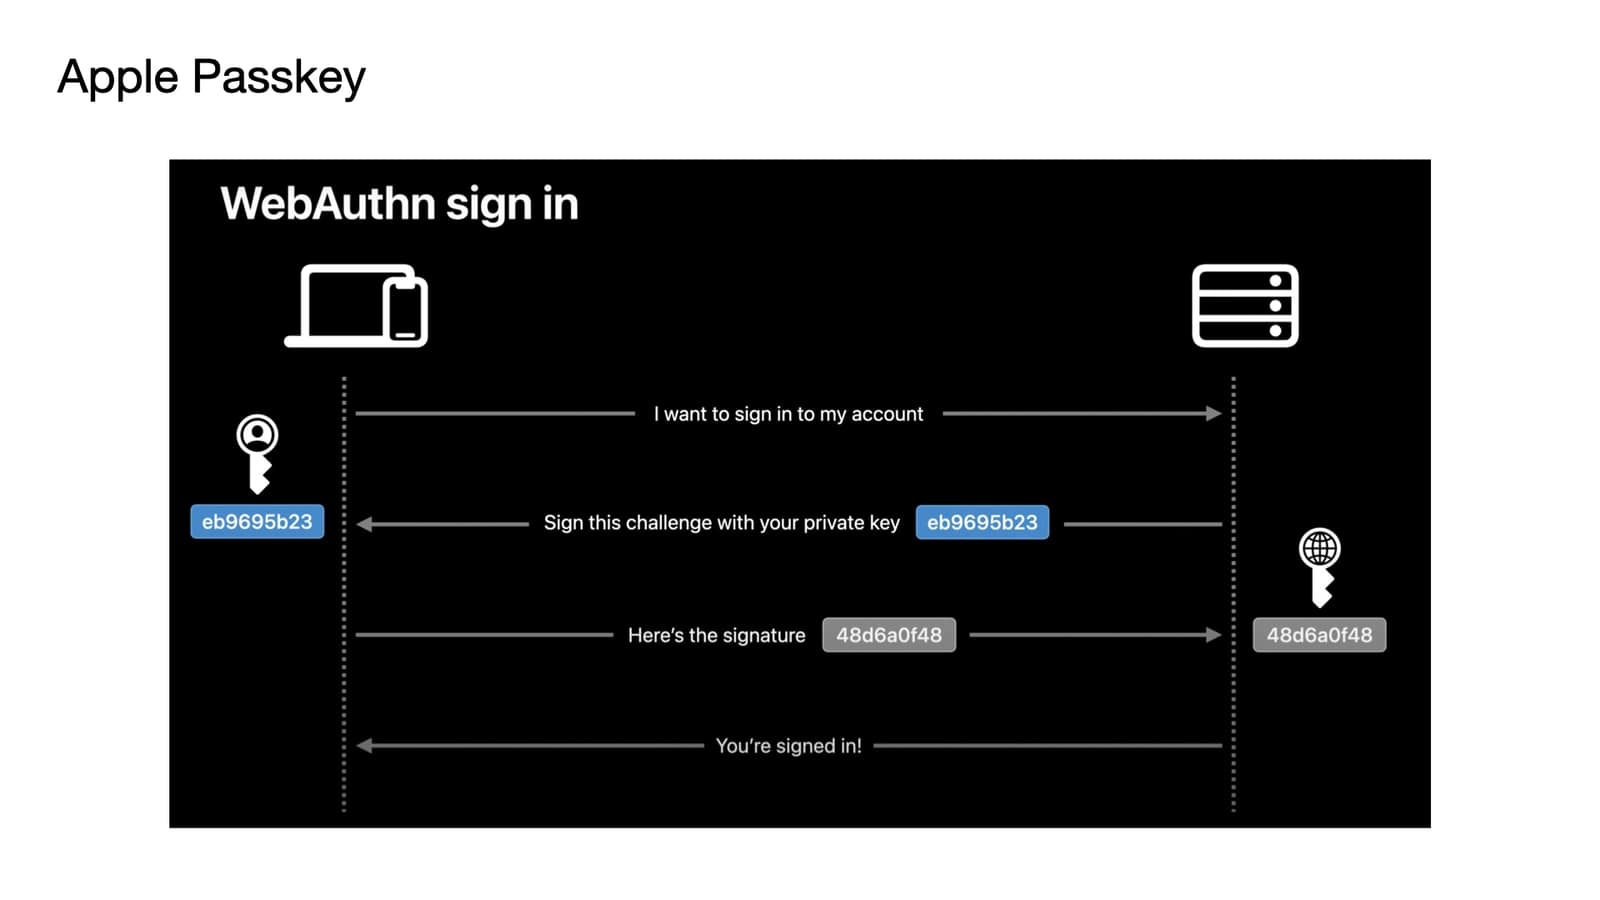 Apple Passkey
WebAuthn sign in
I want to sign in to my account
eb9695b23
Sign this challenge with your private key eb9695b23
Here's the signature 48d6a0f48
48d6a0f48
You're signed in!